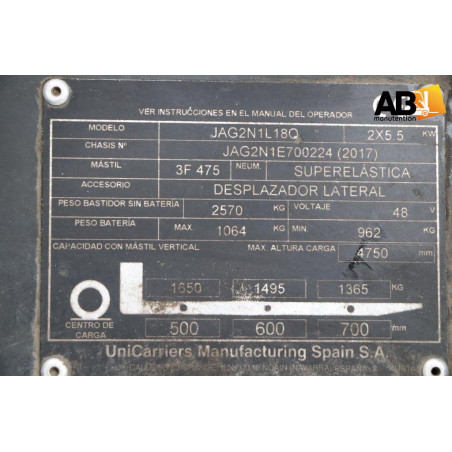 AB
manutention
VER INSTRUCCIONES EN EL MANUAL DEL OPERADOR
MODELO JAG2N1L18Q 2X5.5 KW
CHASIS Nº JAG2N1E700224 (2017)
MÁSTIL 3F 475 NEUM. SUPERELÁSTICA
ACCESORIO DESPLAZADOR LATERAL
PESO BASTIDOR SIN BATERÍA 2570 KG VOLTAJE 48 V
PESO BATERÍA MAX. 1064 KG MIN. 962 KG
CAPACIDAD CON MÁSTIL VERTICAL MAX. ALTURA CARGA 4750 mm
1650 1495 1365 KG
CENTRO DE CARGA 500 600 700 mm
UniCarriers Manufacturing Spain S.A.
NAVARRA, ESPAÑA